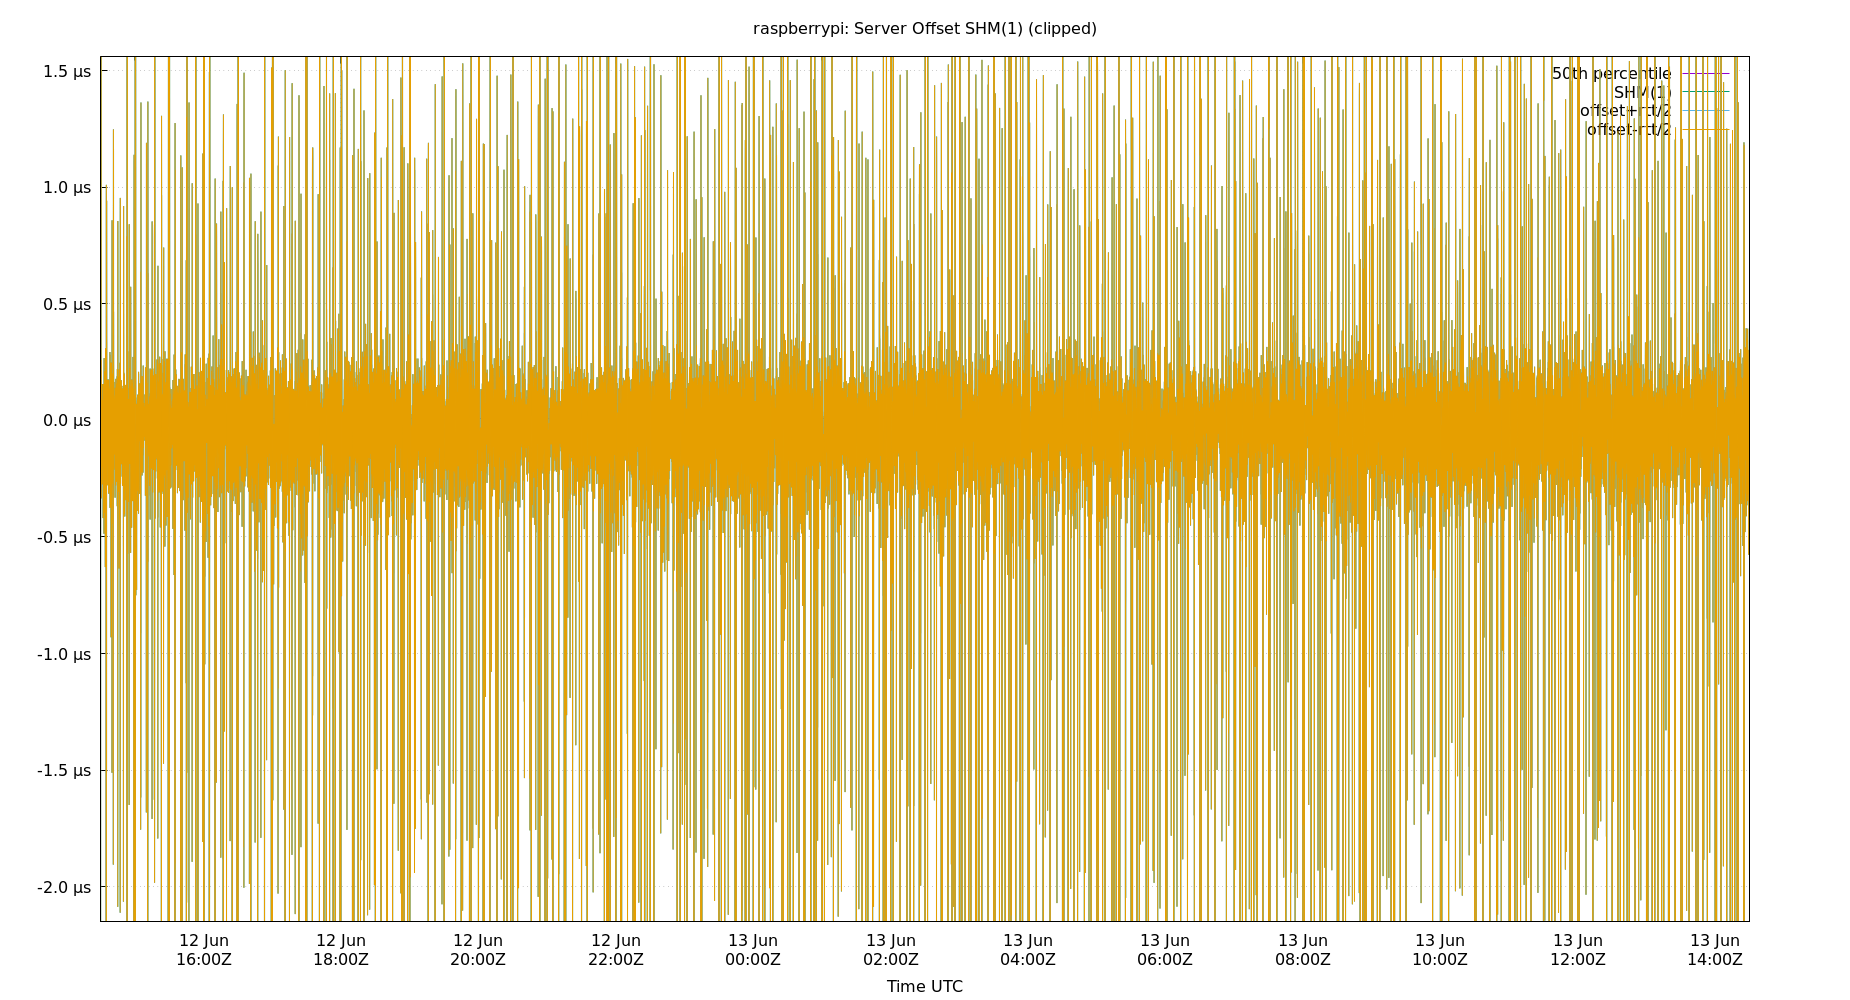 raspberrypi: Server Offset SHM(1) (clipped)
1.5 µs
1.0 µs
0.5 µs
0.0 µs
-0.5 µs
-1.0 µs
-1.5 µs
-2.0 µs
50th percentile
SHM(1)
offset+rtt/2
offset-rtt/2
12 Jun 12 Jun 12 Jun 12 Jun 13 Jun 13 Jun 13 Jun 13 Jun 13 Jun 13 Jun 13 Jun 13 Jun
16:00Z 18:00Z 20:00Z 22:00Z 00:00Z 02:00Z 04:00Z 06:00Z 08:00Z 10:00Z 12:00Z 14:00Z
Time UTC